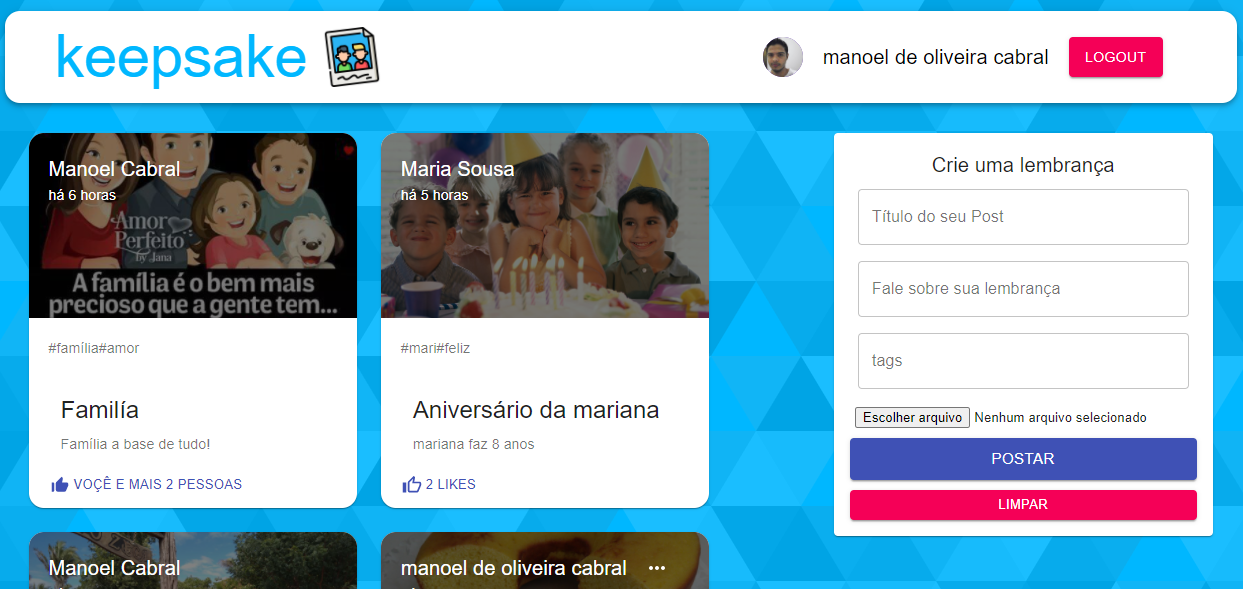 keepsake
manoel de oliveira cabral
LOGOUT
Manoel Cabral
há 6 horas
Amor
Perfeito
by Jana
A família é o bem mais
precioso que a gente tem...
#família#amor
Familía
Família a base de tudo!
VOÇÊ E MAIS 2 PESSOAS
Maria Sousa
há 5 horas
#mari#feliz
Aniversário da mariana
mariana faz 8 anos
2 LIKES
Manoel Cabral
manoel de oliveira cabral
Crie uma lembrança
Título do seu Post
Fale sobre sua lembrança
tags
Escolher arquivo Nenhum arquivo selecionado
POSTAR
LIMPAR